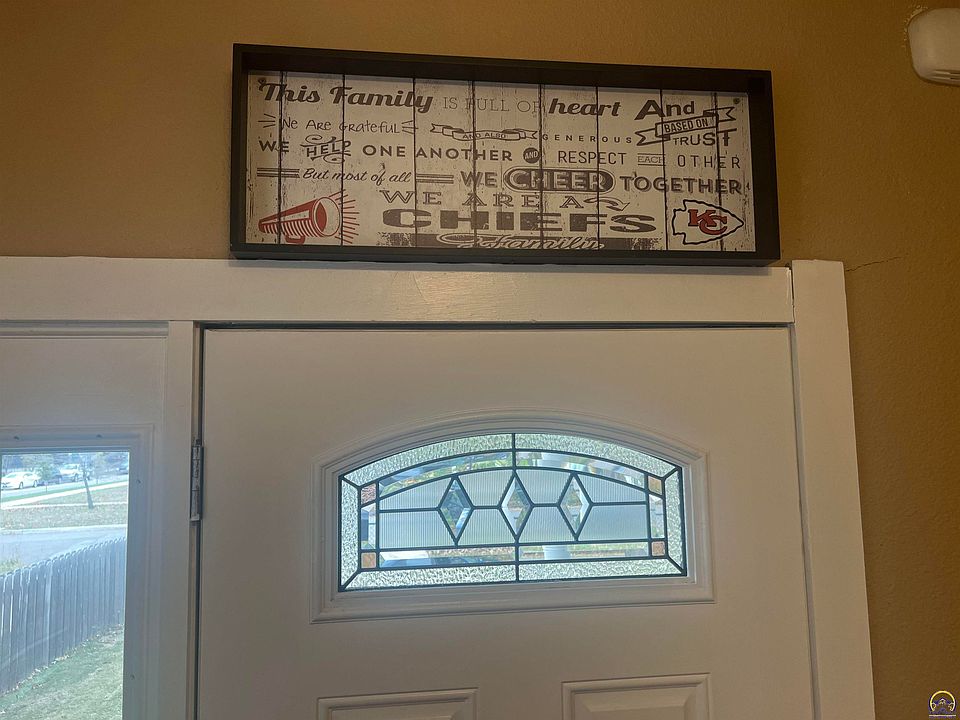 This Family IS FULL OF heart And
We Are Grateful AND ALSO GENEROUS BASED ON TRUST
WE HELP ONE ANOTHER AND RESPECT EACH OTHER
But most of all WE CHEER TOGETHER
WE ARE A
CHIEFS
KC
Family